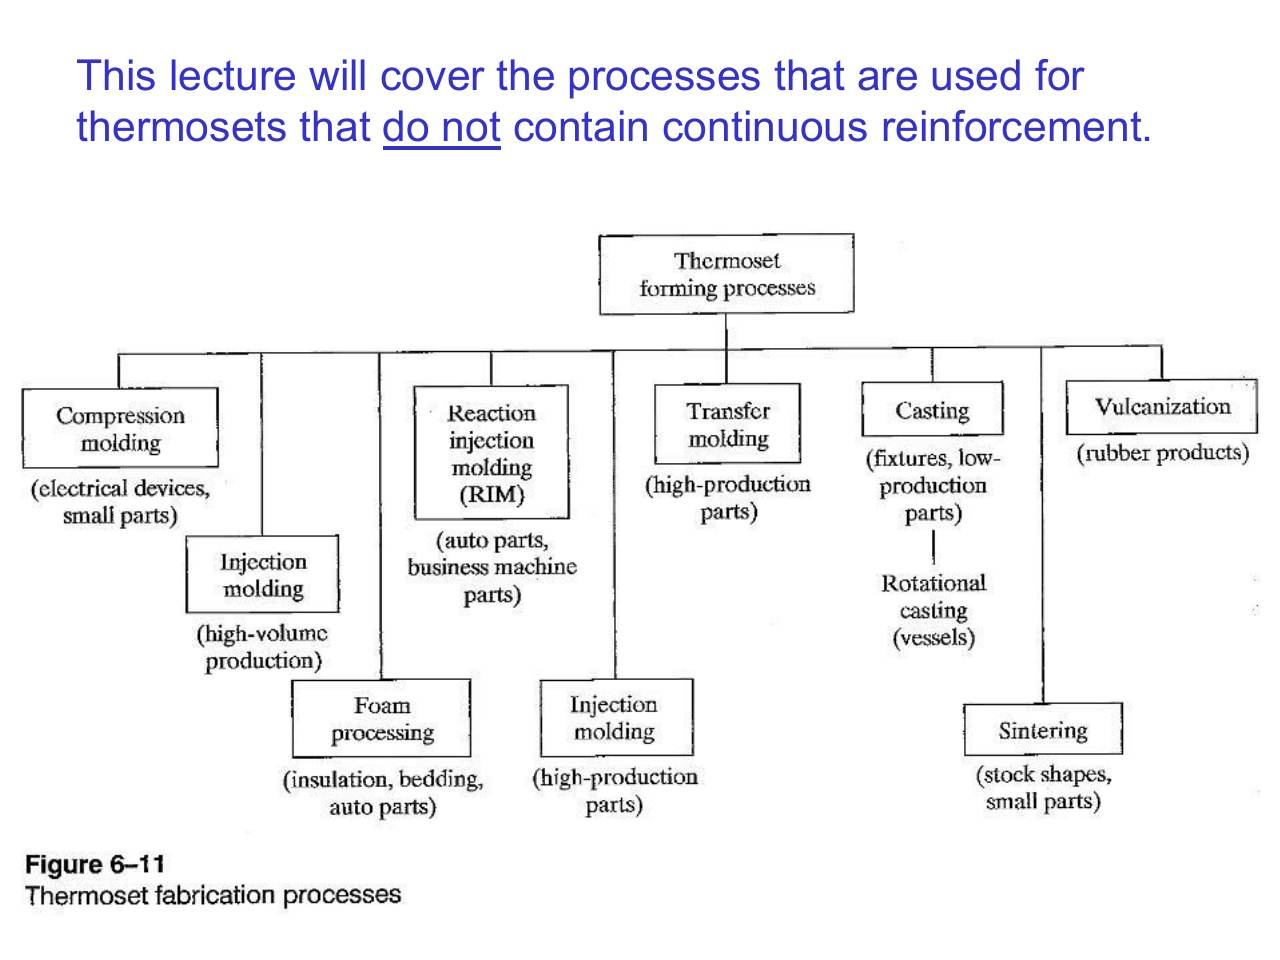 This lecture will cover the processes that are used for
thermosets that do not contain continuous reinforcement.
Thermoset
forming processes
Compression
molding
(electrical devices,
small parts)
Injection
molding
(high-volume
production)
Foam
processing
(insulation, bedding,
auto parts)
Reaction
injection
molding
(RIM)
(auto parts,
business machine
parts)
Injection
molding
(high-production
parts)
Transfer
molding
(high-production
parts)
Casting
(fixtures, low-
production
parts)
Rotational
casting
(vessels)
Sintering
(stock shapes,
small parts)
Vulcanization
(rubber products)
Figure 6–11
Thermoset fabrication processes